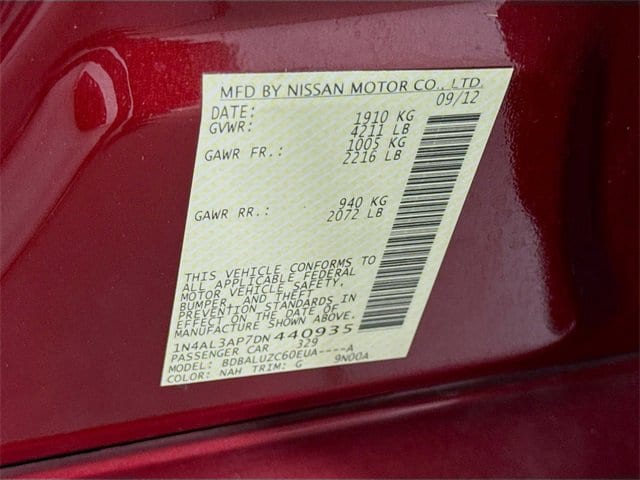 MFD BY NISSAN MOTOR CO., LTD.
DATE: 09/12
GVWR: 1910 KG
4211 LB
GAWR FR.: 1005 KG
2216 LB
GAWR RR.: 940 KG
2072 LB
THIS VEHICLE CONFORMS TO
ALL APPLICABLE FEDERAL
MOTOR VEHICLE SAFETY,
BUMPER, AND THEFT
PREVENTION STANDARDS IN
EFFECT ON THE DATE OF
MANUFACTURE SHOWN ABOVE.
1N4AL3AP7DN440935
PASSENGER CAR 329
MODEL: BDBALUZC60EUA----A
COLOR: NAH TRIM: G 9N00A